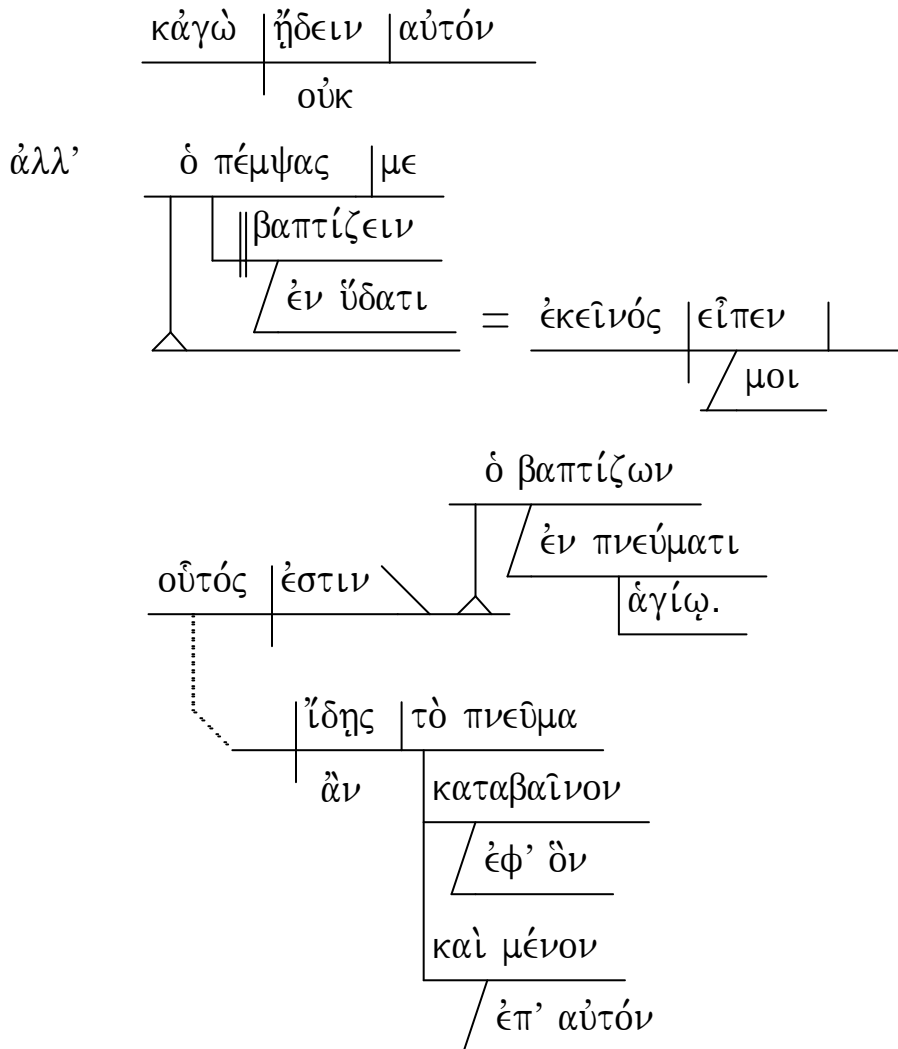 κἀγὼ ᾔδειν αὐτόν
οὐκ
ἀλλ’ ὁ πέμψας με
βαπτίζειν
ἐν ὕδατι
= ἐκεῖνός εἶπεν
μοι
ὁ βαπτίζων
ἐν πνεύματι
οὗτός ἐστιν
ἁγίῳ.
ἴδῃς τὸ πνεῦμα
ἂν
καταβαῖνον
ἐφ’ ὃν
καὶ μένον
ἐπ’ αὐτόν